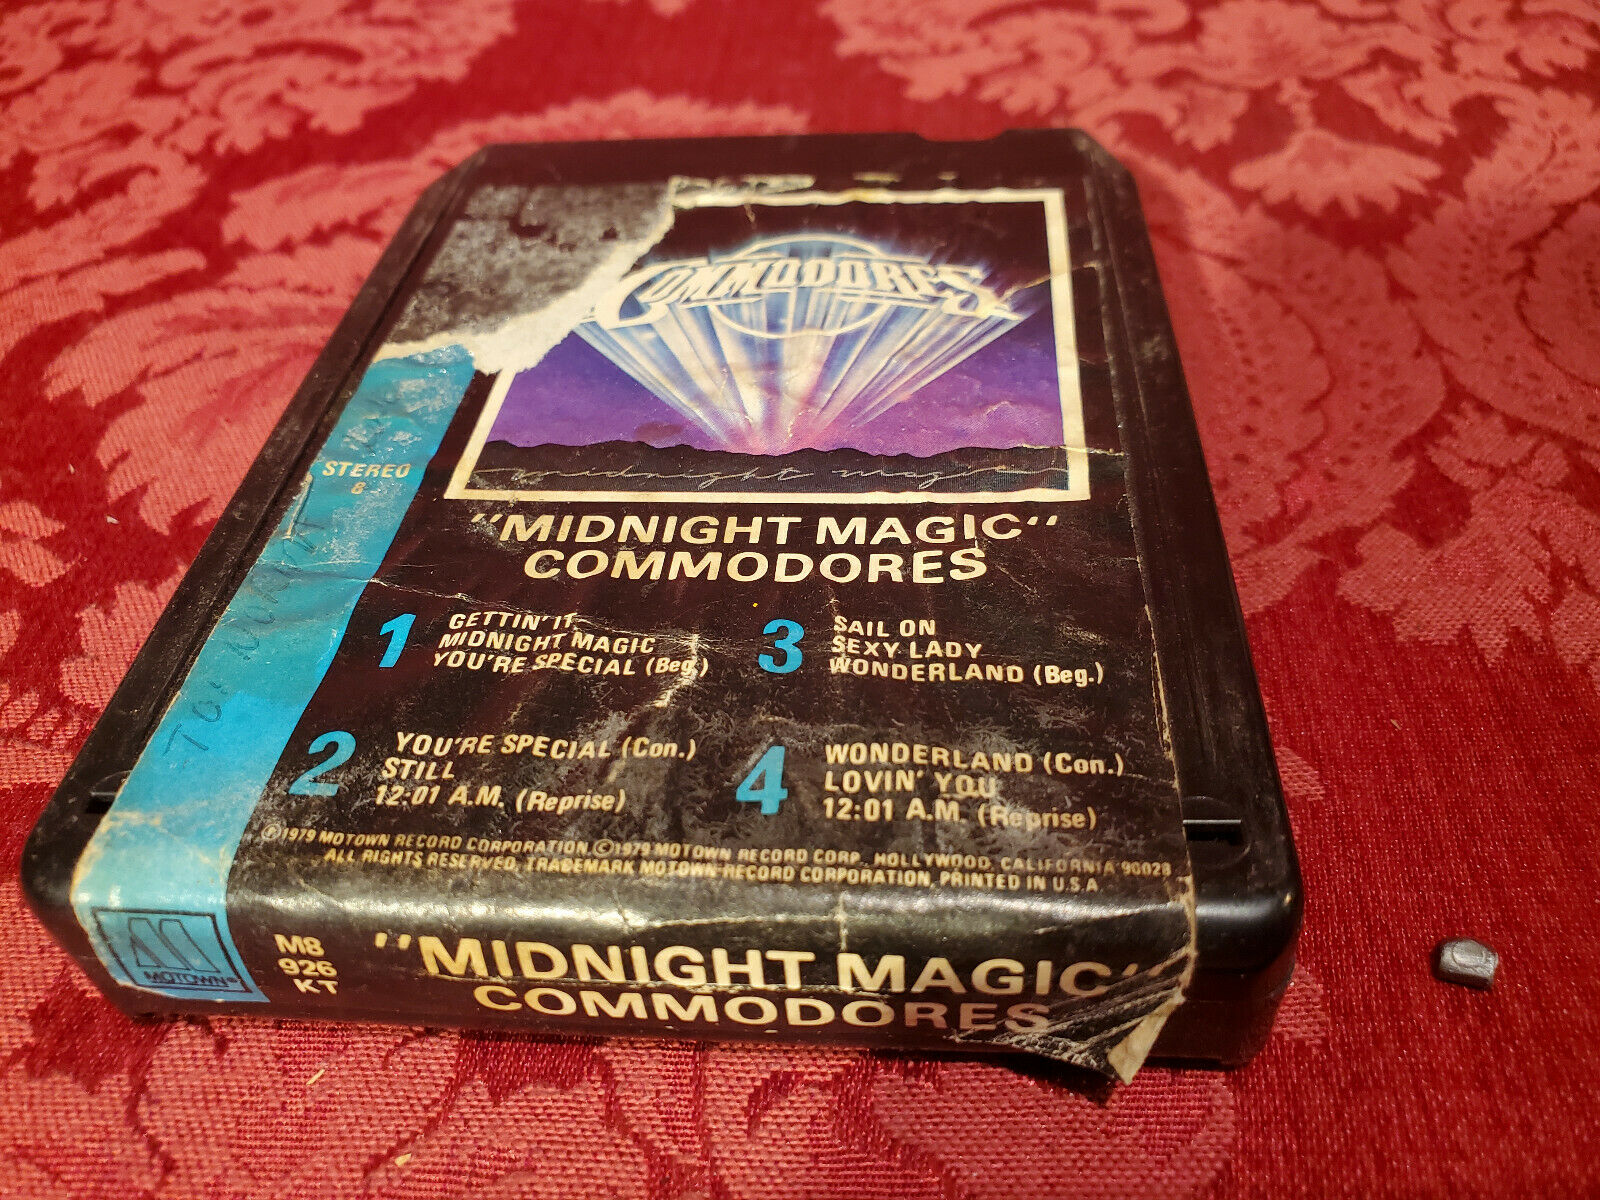 COMMODORES
midnight magic
STEREO
8
"MIDNIGHT MAGIC"
COMMODORES
1
GETTIN' IT
MIDNIGHT MAGIC
YOU'RE SPECIAL (Beg.)
2
YOU'RE SPECIAL (Con.)
STILL
12:01 A.M. (Reprise)
3
SAIL ON
SEXY LADY
WONDERLAND (Beg.)
4
WONDERLAND (Con.)
LOVIN' YOU
12:01 A.M. (Reprise)
Ⓟ1979 MOTOWN RECORD CORPORATION ©1979 MOTOWN RECORD CORP., HOLLYWOOD, CALIFORNIA 90028
ALL RIGHTS RESERVED, TRADEMARK MOTOWN RECORD CORPORATION, PRINTED IN U.S.A
MOTOWN®
M8
926
KT
"MIDNIGHT MAGIC"
COMMODORES